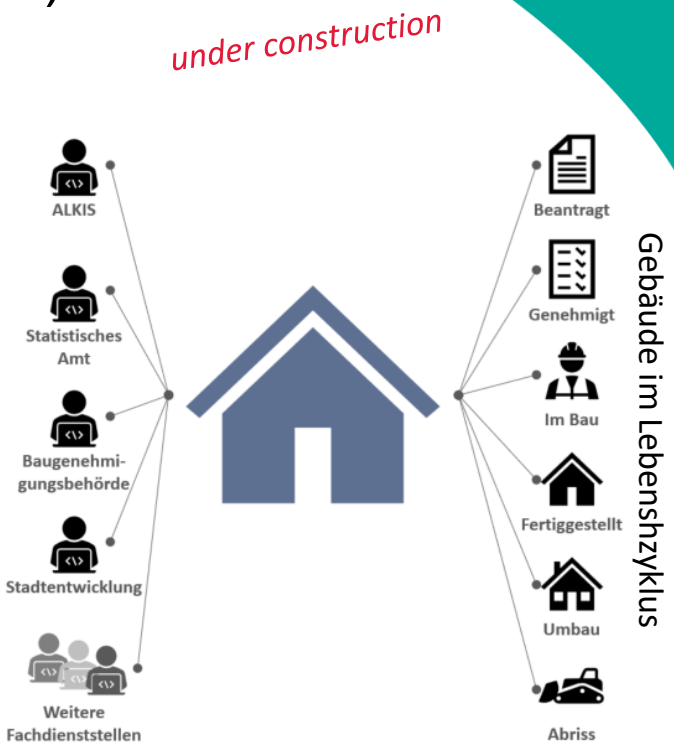 under construction
ALKIS
Statistisches
Amt
Baugenehmi-
gungsbehörde
Stadtentwicklung
Weitere
Fachdienststellen
Beantragt
Genehmigt
Im Bau
Fertiggestellt
Umbau
Abriss
Gebäude im Lebenshzyklus